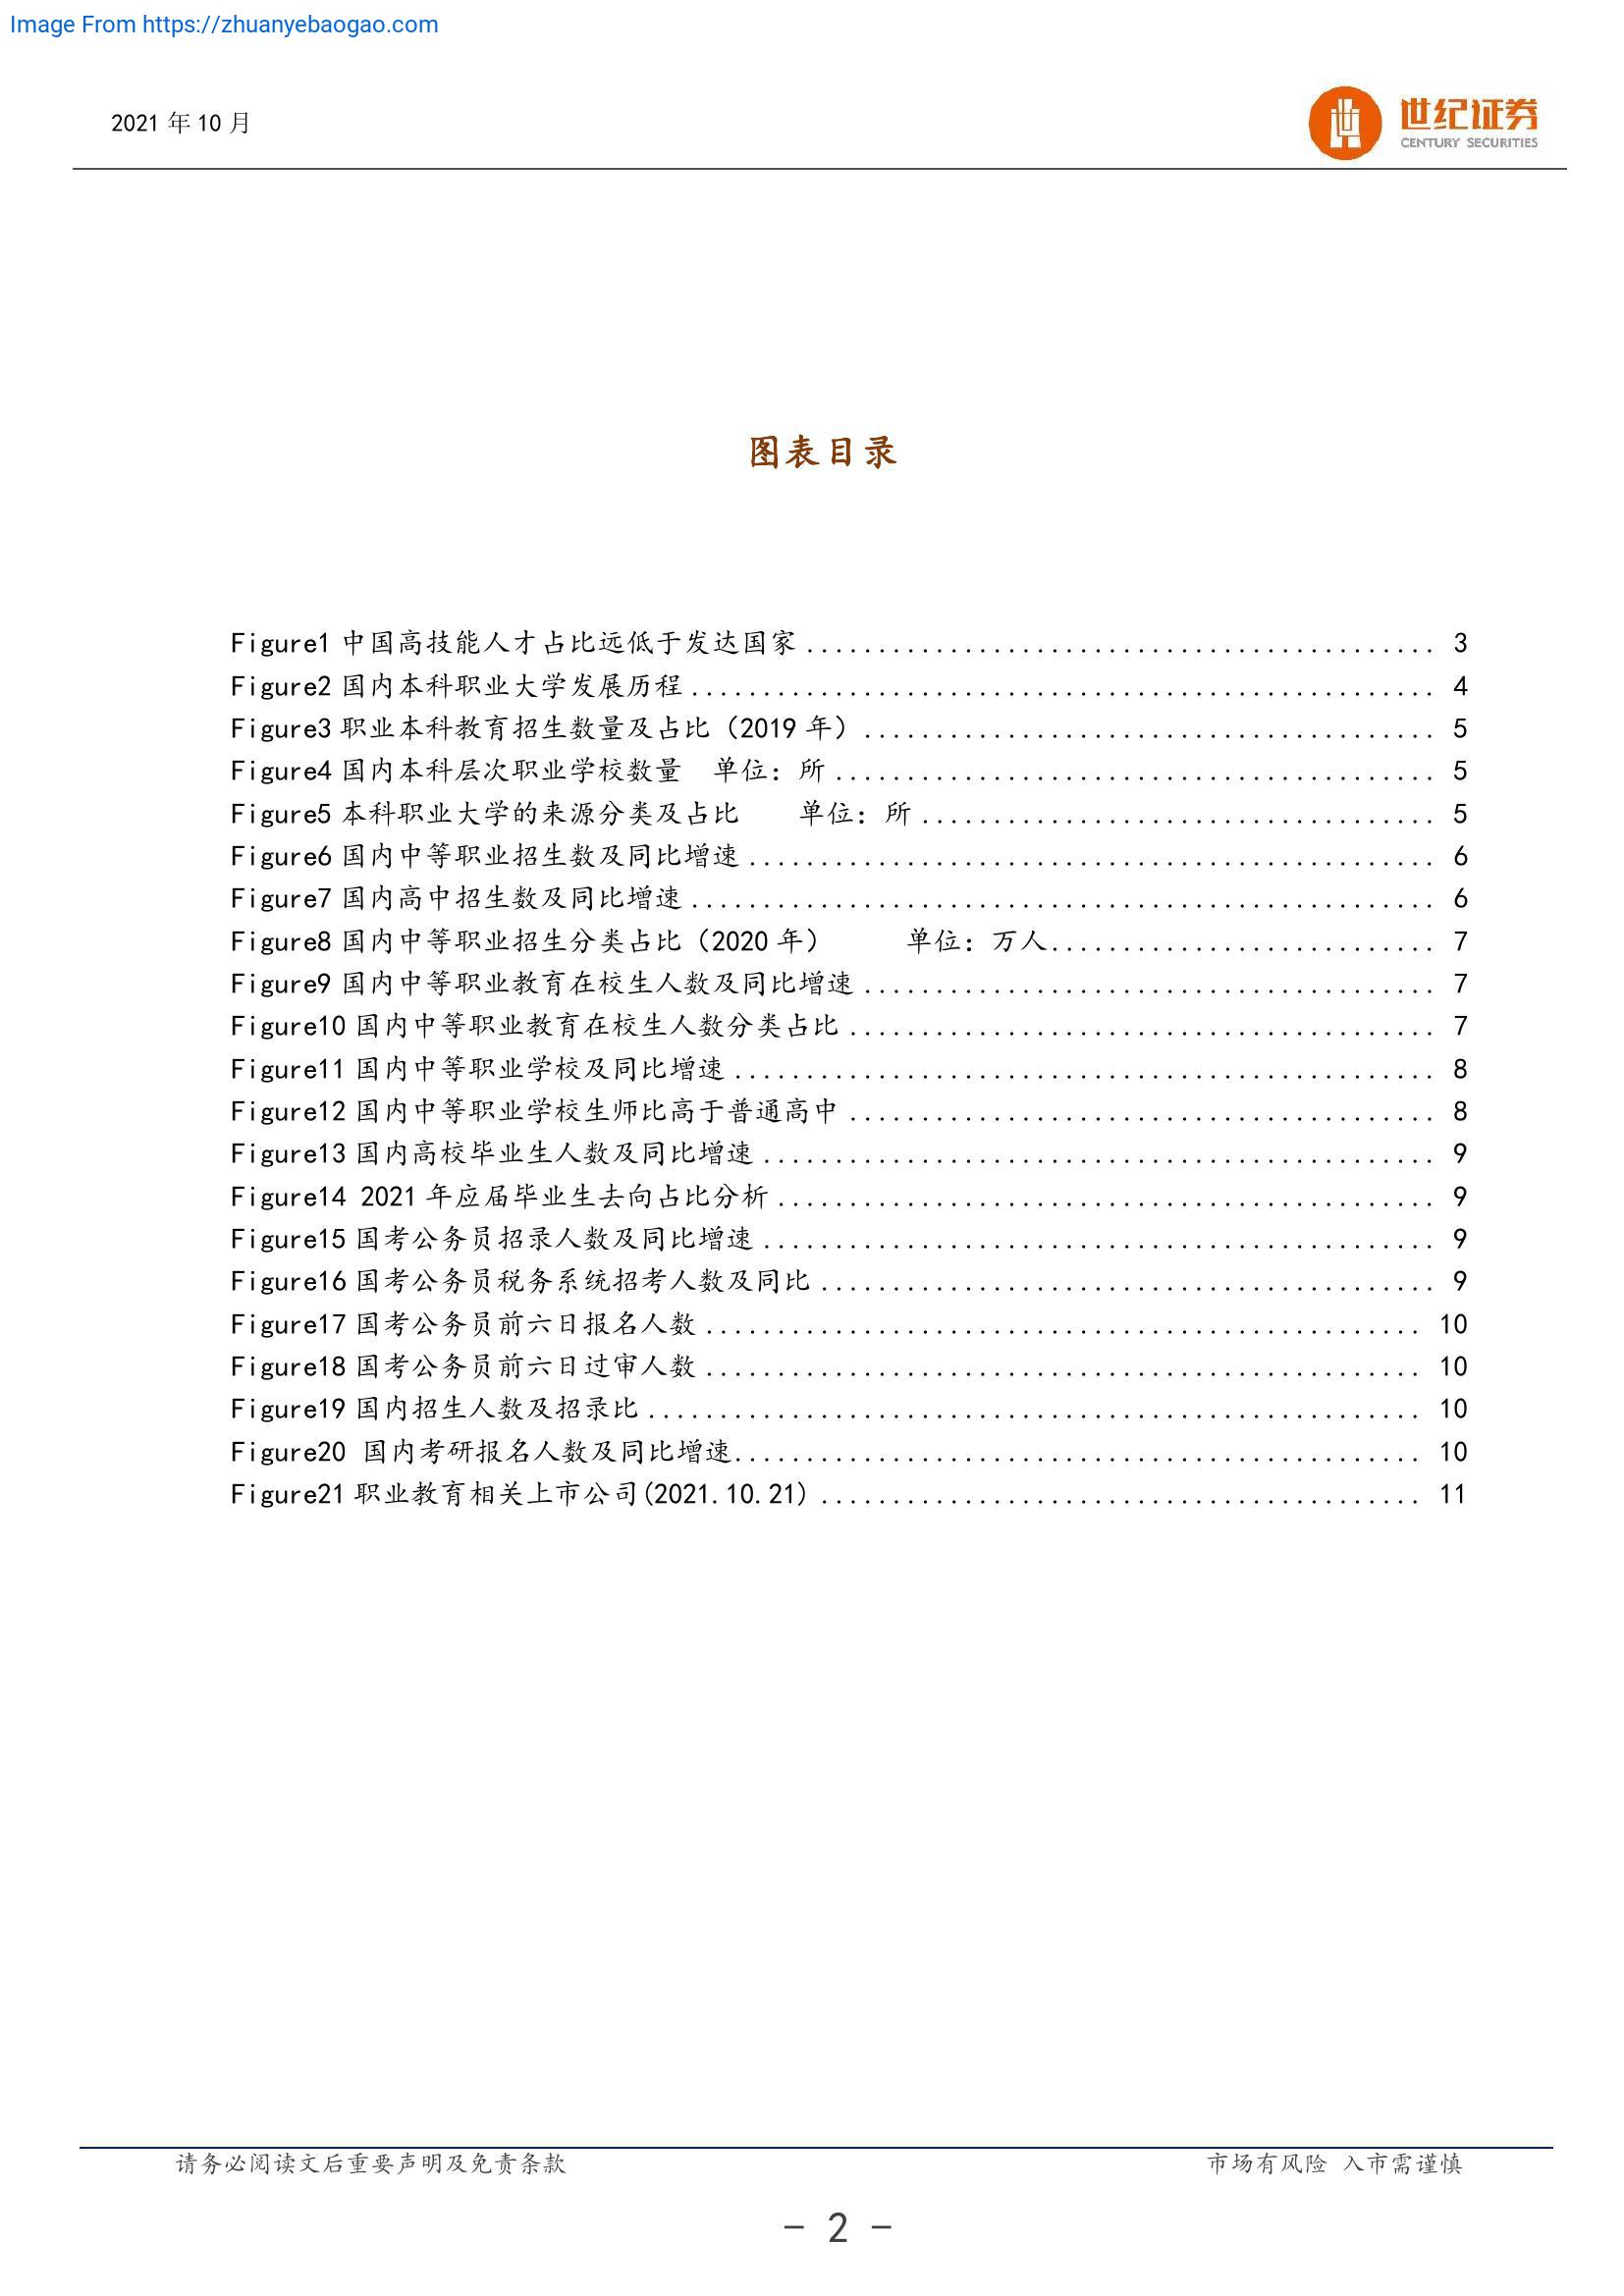 Image From https://zhuanyebaogao.com
2021 年 10 月
世纪证券
CENTURY SECURITIES
图表目录
Figure1 中国高技能人才占比远低于发达国家 ............................................ 3
Figure2 国内本科职业大学发展历程 .................................................... 4
Figure3 职业本科教育招生数量及占比（2019 年） ........................................ 5
Figure4 国内本科层次职业学校数量　单位：所 .......................................... 5
Figure5 本科职业大学的来源分类及占比　　单位：所 .................................... 5
Figure6 国内中等职业招生数及同比增速 ................................................ 6
Figure7 国内高中招生数及同比增速 .................................................... 6
Figure8 国内中等职业招生分类占比（2020 年）　　　单位：万人........................... 7
Figure9 国内中等职业教育在校生人数及同比增速 ........................................ 7
Figure10 国内中等职业教育在校生人数分类占比 ......................................... 7
Figure11 国内中等职业学校及同比增速 ................................................. 8
Figure12 国内中等职业学校生师比高于普通高中 ......................................... 8
Figure13 国内高校毕业生人数及同比增速 ............................................... 9
Figure14 2021 年应届毕业生去向占比分析 .............................................. 9
Figure15 国考公务员招录人数及同比增速 ............................................... 9
Figure16 国考公务员税务系统招考人数及同比 ........................................... 9
Figure17 国考公务员前六日报名人数 .................................................. 10
Figure18 国考公务员前六日过审人数 .................................................. 10
Figure19 国内招生人数及招录比 ...................................................... 10
Figure20 国内考研报名人数及同比增速................................................ 10
Figure21 职业教育相关上市公司(2021.10.21) .......................................... 11
请务必阅读文后重要声明及免责条款
市场有风险 入市需谨慎
- 2 -